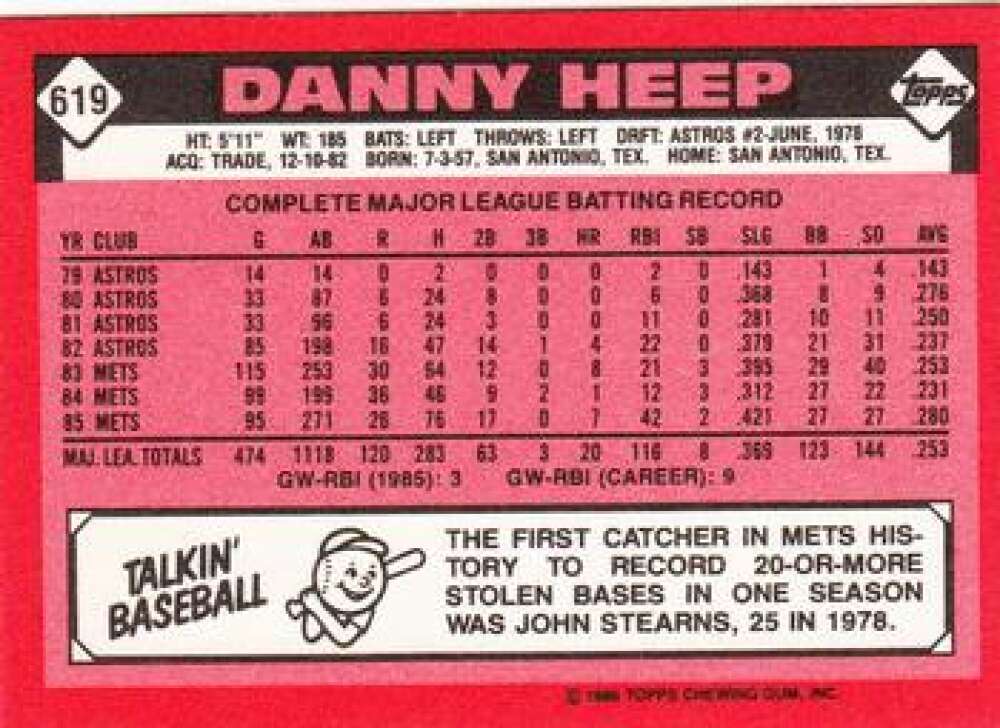 619
DANNY HEEP
Topps
HT: 5'11" WT: 185 BATS: LEFT THROWS: LEFT DRFT: ASTROS #2-JUNE, 1978
ACQ: TRADE, 12-10-82 BORN: 7-3-57, SAN ANTONIO, TEX. HOME: SAN ANTONIO, TEX.
COMPLETE MAJOR LEAGUE BATTING RECORD
YR CLUB G AB R H 2B 3B HR RBI SB SLG BB SO AVG
79 ASTROS 14 14 0 2 0 0 0 2 0 .143 1 4 .143
80 ASTROS 33 87 6 24 8 0 0 6 0 .368 8 9 .276
81 ASTROS 33 96 6 24 3 0 0 11 0 .281 10 11 .250
82 ASTROS 85 198 16 47 14 1 4 22 0 .379 21 31 .237
83 METS 115 253 30 64 12 0 8 21 3 .395 29 40 .253
84 METS 99 199 36 46 9 2 1 12 3 .312 27 22 .231
85 METS 95 271 26 76 17 0 7 42 2 .421 27 27 .280
MAJ. LEA. TOTALS 474 1118 120 283 63 3 20 116 8 .369 123 144 .253
GW-RBI (1985): 3 GW-RBI (CAREER): 9
TALKIN'
BASEBALL
THE FIRST CATCHER IN METS HIS-
TORY TO RECORD 20-OR-MORE
STOLEN BASES IN ONE SEASON
WAS JOHN STEARNS, 25 IN 1978.
© 1986 TOPPS CHEWING GUM, INC.